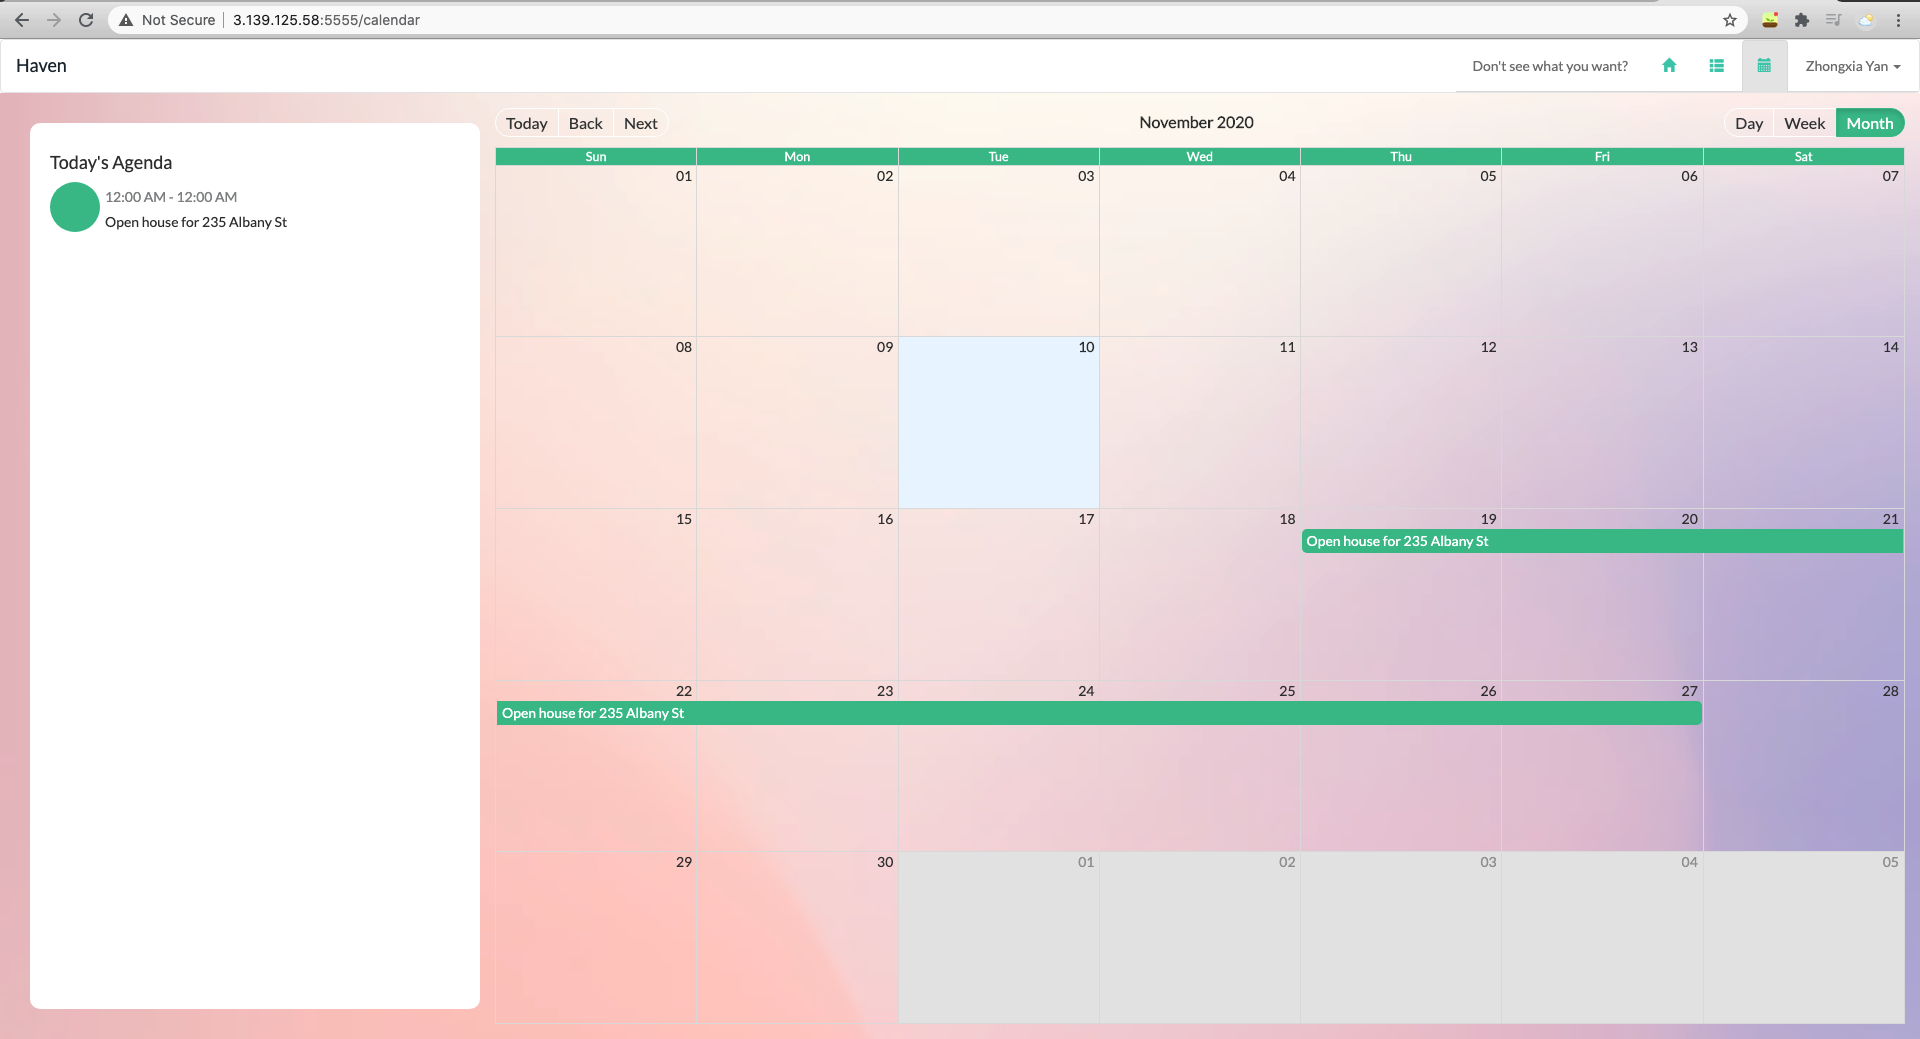 Not Secure 3.139.125.58:5555/calendar
Haven
Don't see what you want?
Zhongxia Yan
Today's Agenda
12:00 AM - 12:00 AM
Open house for 235 Albany St
Today Back Next
November 2020
Day Week Month
Sun Mon Tue Wed Thu Fri Sat
01 02 03 04 05 06 07
08 09 10 11 12 13 14
15 16 17 18 19 20 21
Open house for 235 Albany St
22 23 24 25 26 27 28
Open house for 235 Albany St
29 30 01 02 03 04 05